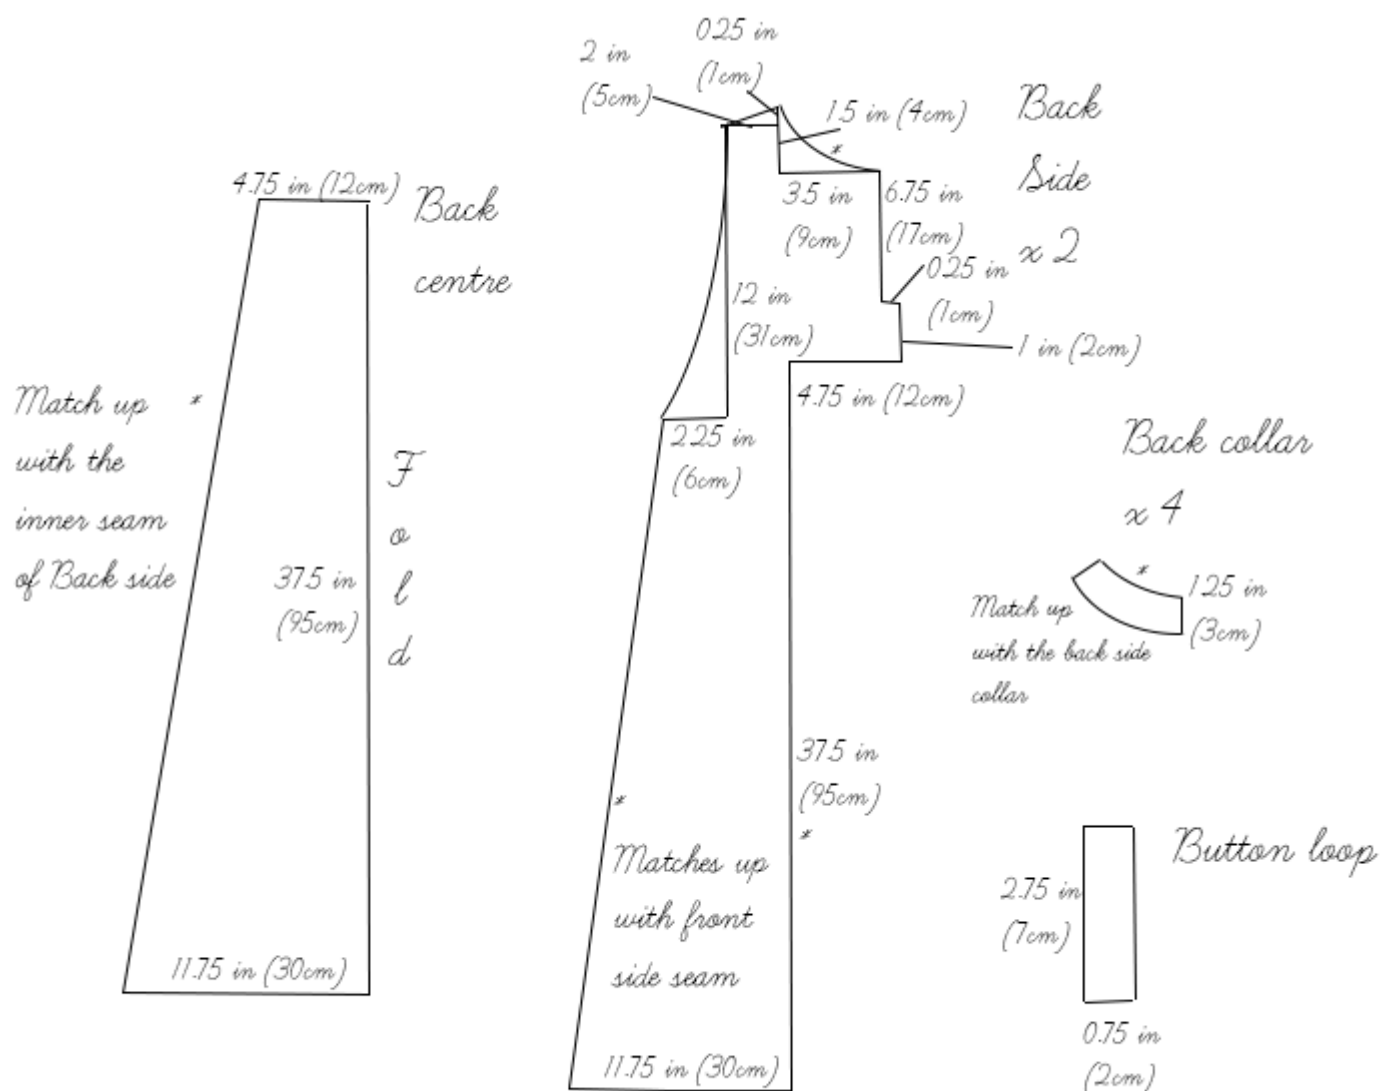 4.75 in (12cm)
Back
centre
Match up *
with the
inner seam
of Back side
37.5 in
(95cm)
F
o
l
d
11.75 in (30cm)
2 in
(5cm)
0.25 in
(1cm)
1.5 in (4cm)
*
Back
Side
x 2
3.5 in
(9cm)
6.75 in
(17cm)
0.25 in
(1cm)
12 in
(31cm)
1 in (2cm)
4.75 in (12cm)
2.25 in
(6cm)
37.5 in
(95cm)
*
*
Matches up
with front
side seam
11.75 in (30cm)
Back collar
x 4
*
1.25 in
(3cm)
Match up
with the back side
collar
Button loop
2.75 in
(7cm)
0.75 in
(2cm)